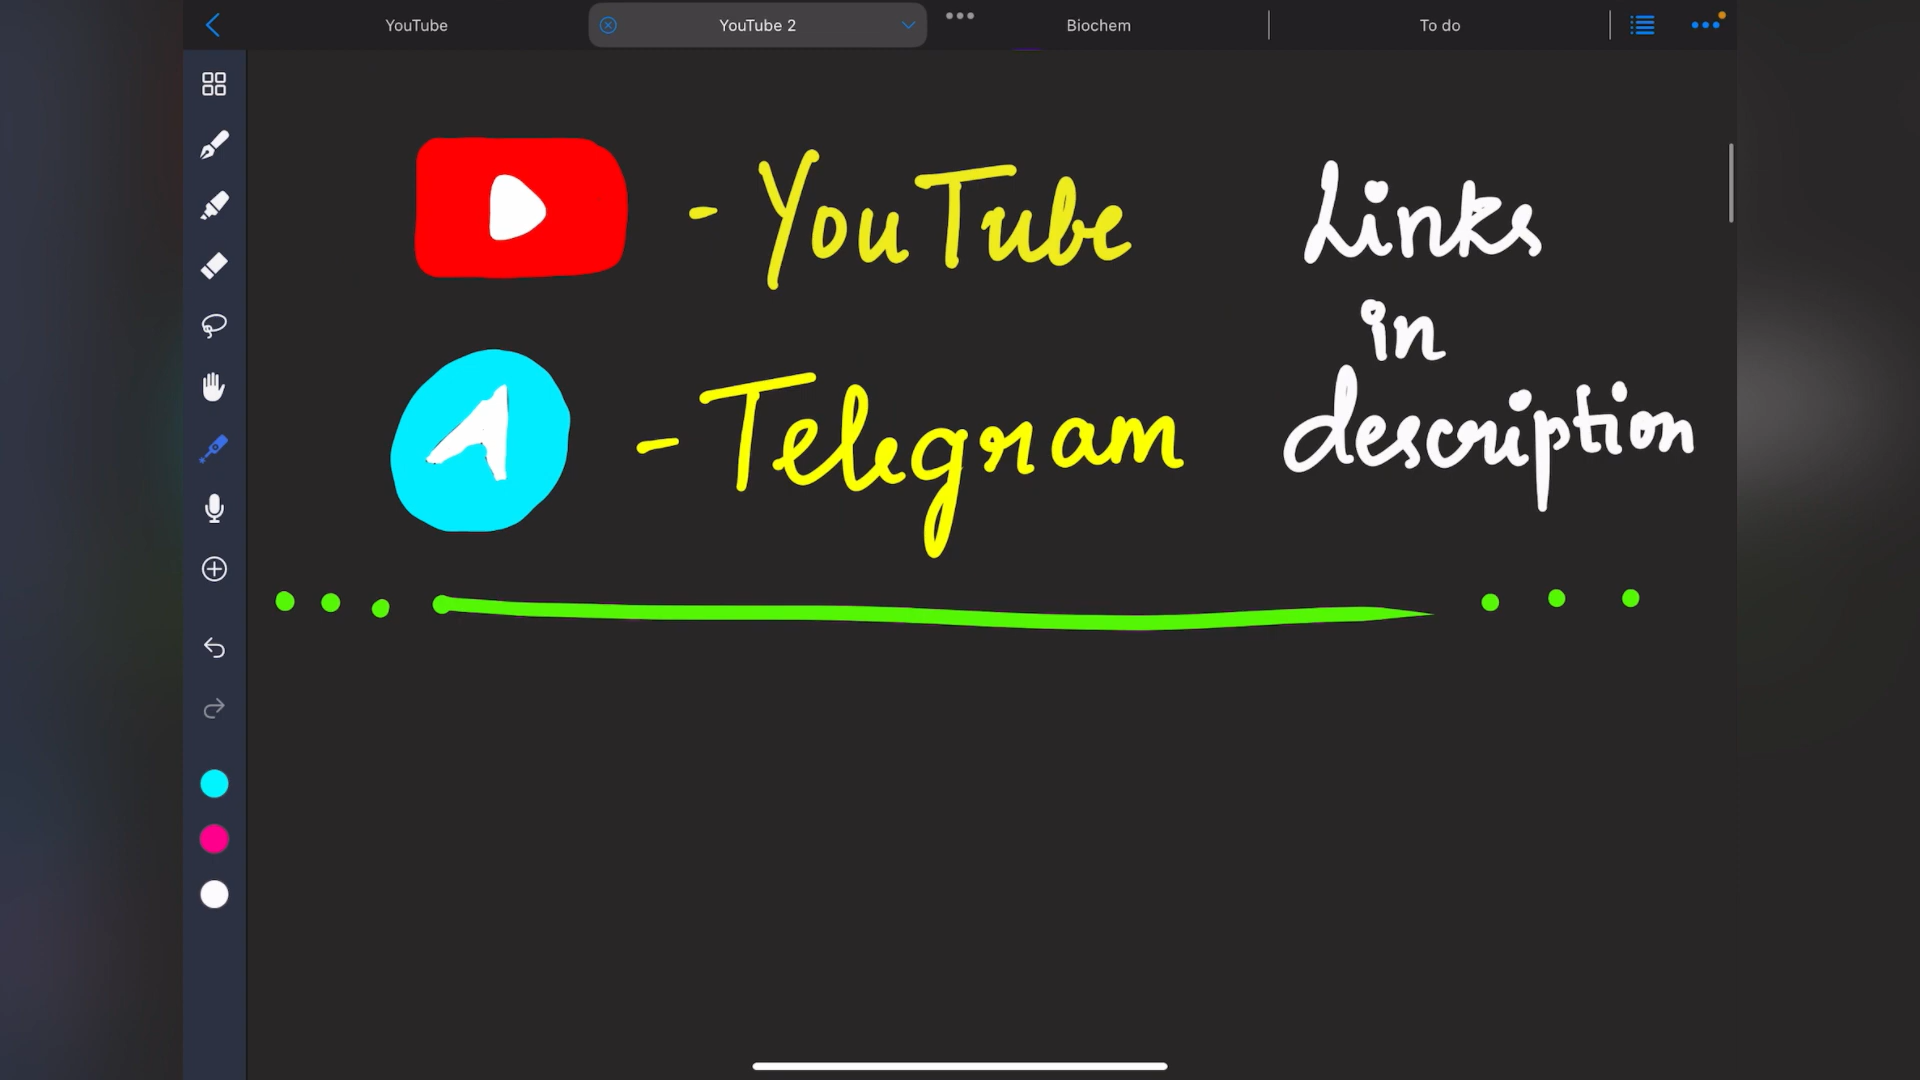 YouTube
YouTube 2
Biochem
To do
- YouTube
Links
in
description
- Telegram